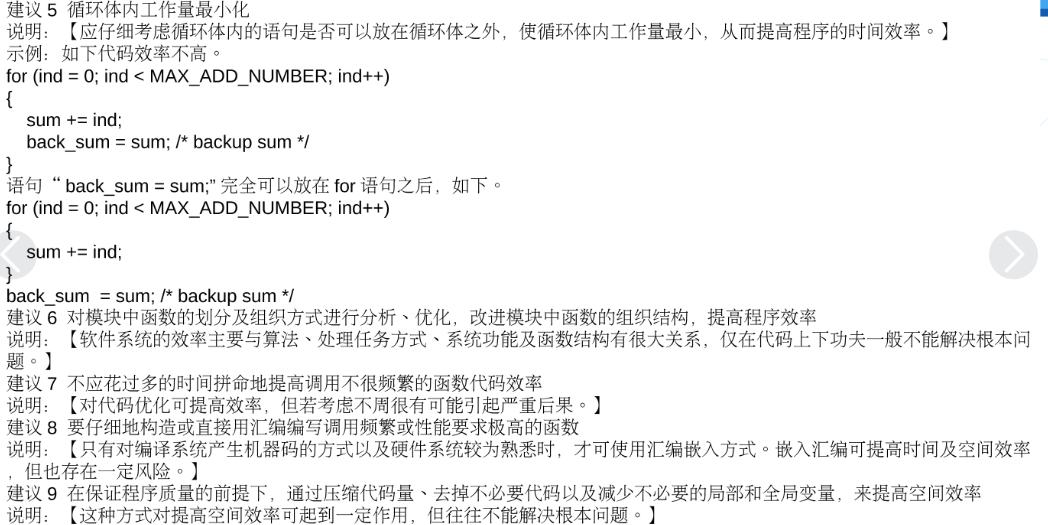 建议 5  循环体内工作量最小化
说明：【应仔细考虑循环体内的语句是否可以放在循环体之外，使循环体内工作量最小，从而提高程序的时间效率。】
示例：如下代码效率不高。
for (ind = 0; ind < MAX_ADD_NUMBER; ind++)
{
sum += ind;
back_sum = sum; /* backup sum */
}
语句“ back_sum = sum;” 完全可以放在 for 语句之后，如下。
for (ind = 0; ind < MAX_ADD_NUMBER; ind++)
{
sum += ind;
}
back_sum  = sum; /* backup sum */
建议 6  对模块中函数的划分及组织方式进行分析、优化，改进模块中函数的组织结构，提高程序效率
说明：【软件系统的效率主要与算法、处理任务方式、系统功能及函数结构有很大关系，仅在代码上下功夫一般不能解决根本问
题。】
建议 7  不应花过多的时间拼命地提高调用不很频繁的函数代码效率
说明：【对代码优化可提高效率，但若考虑不周很有可能引起严重后果。】
建议 8  要仔细地构造或直接用汇编编写调用频繁或性能要求极高的函数
说明：【只有对编译系统产生机器码的方式以及硬件系统较为熟悉时，才可使用汇编嵌入方式。嵌入汇编可提高时间及空间效率
，但也存在一定风险。】
建议 9  在保证程序质量的前提下，通过压缩代码量、去掉不必要代码以及减少不必要的局部和全局变量，来提高空间效率
说明：【这种方式对提高空间效率可起到一定作用，但往往不能解决根本问题。】